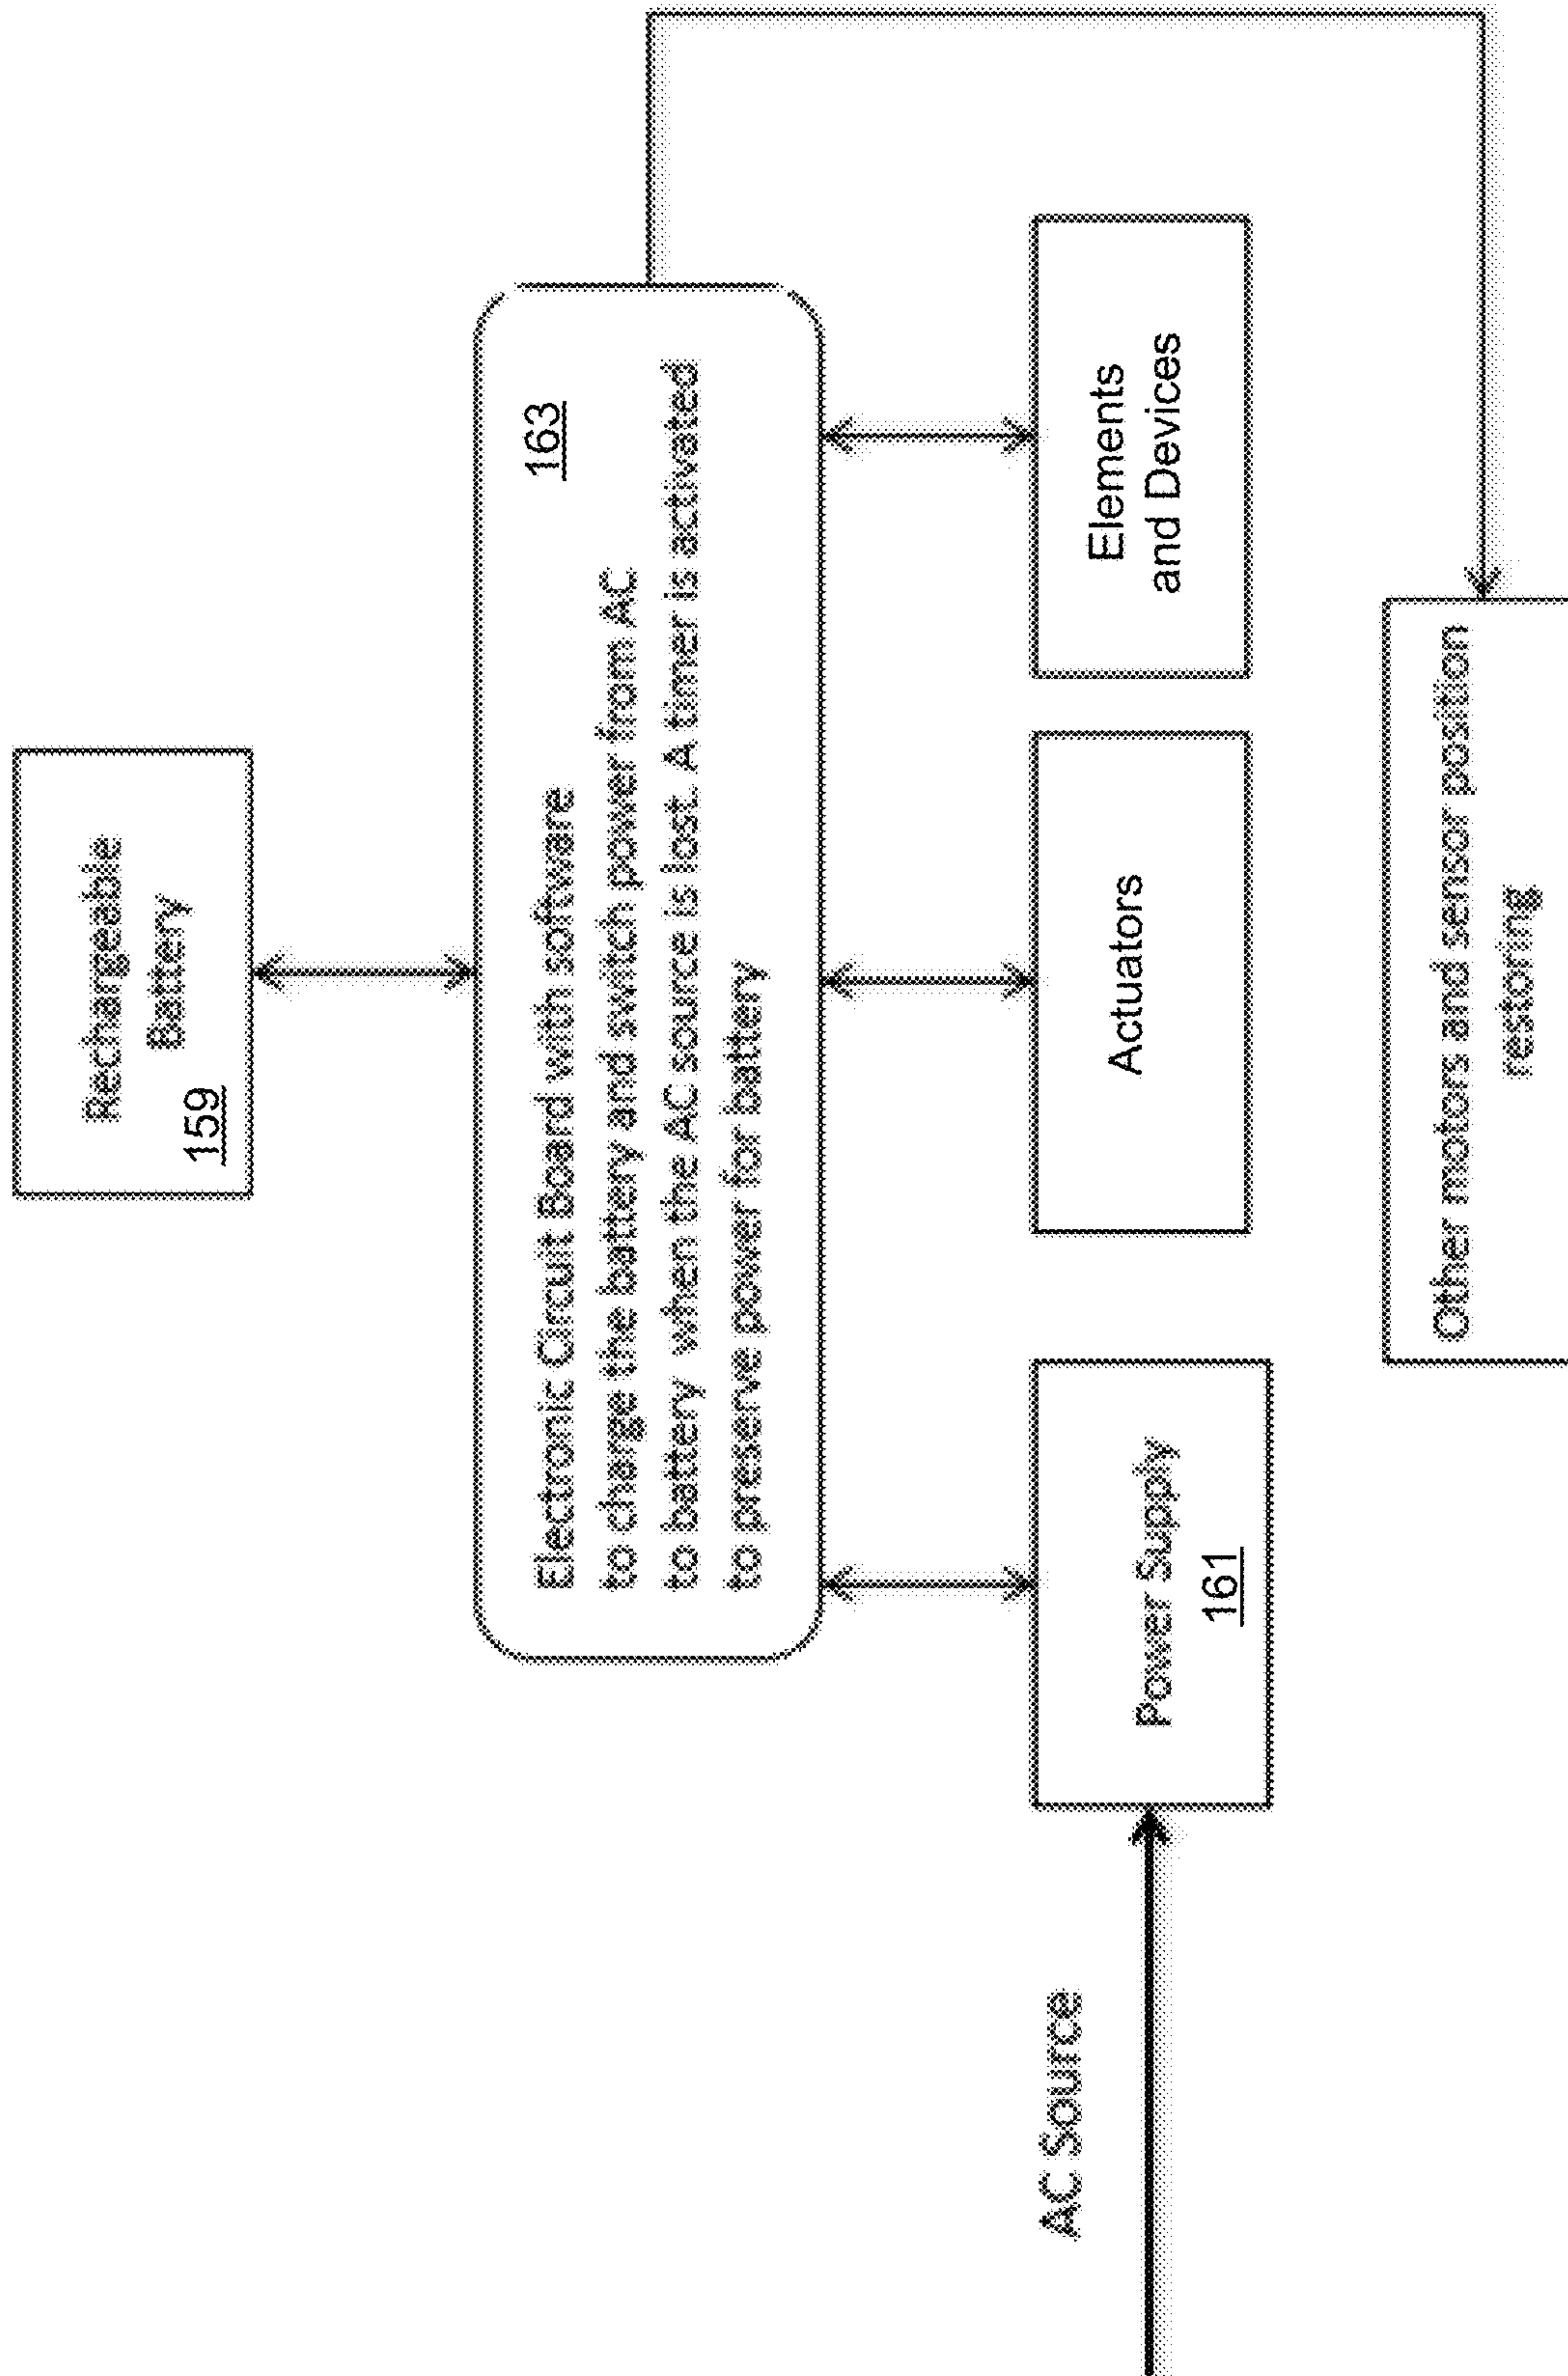 Rechargeable
Battery
159
163
Electronic Circuit Board with software
to charge the battery and switch power from AC
to battery when the AC source is lost. A timer is activated
to preserve power for battery
AC Source
Power Supply
161
Actuators
Elements
and Devices
Other motors and sensor position
restoring